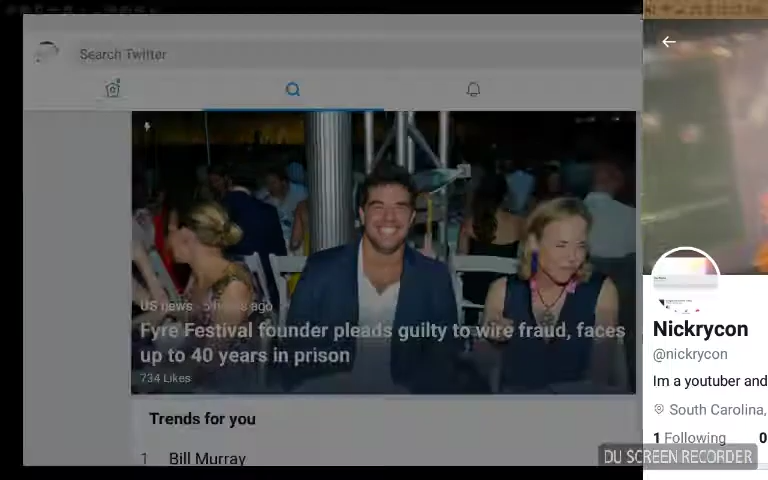 Search Twitter
US news · 5 hours ago
Fyre Festival founder pleads guilty to wire fraud, faces
up to 40 years in prison
734 Likes
Trends for you
1 Bill Murray
Nickrycon
@nickrycon
Im a youtuber and
South Carolina,
1 Following 0
DU SCREEN RECORDER